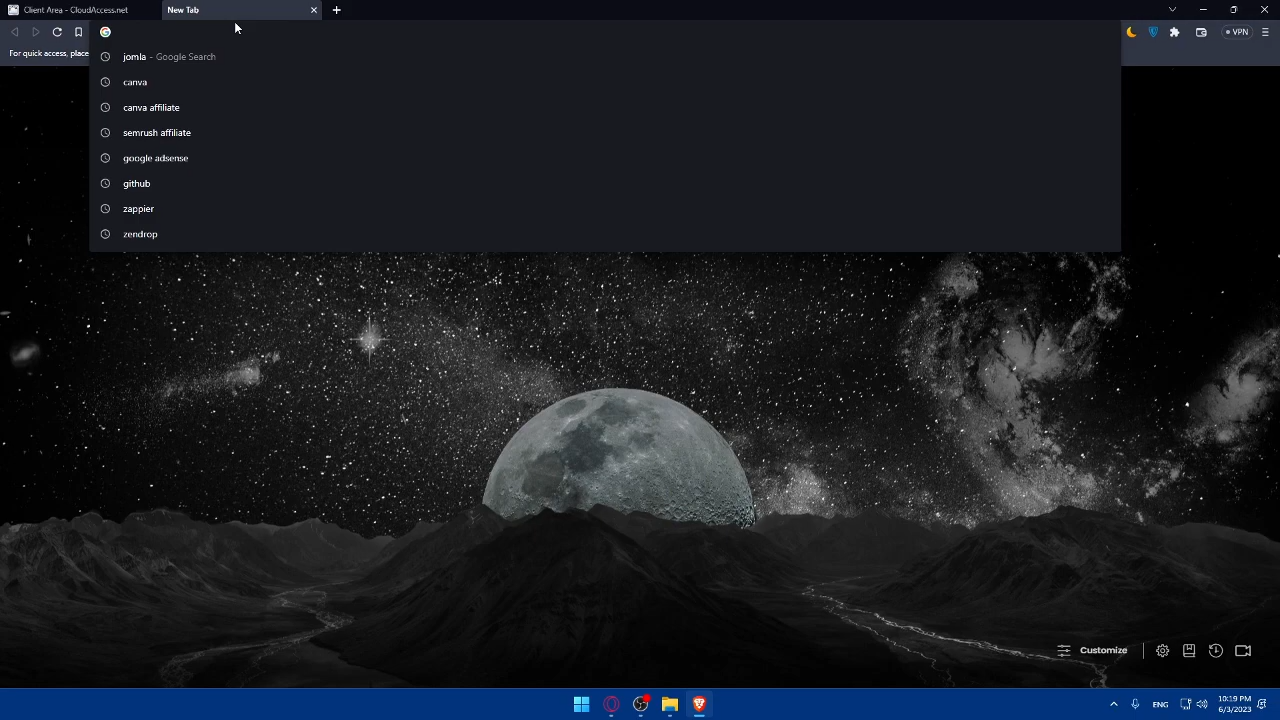 Client Area - CloudAccess.net
New Tab
VPN
For quick access, place
jomla - Google Search
canva
canva affiliate
semrush affiliate
google adsense
github
zappier
zendrop
Customize
ENG
10:19 PM
6/3/2023